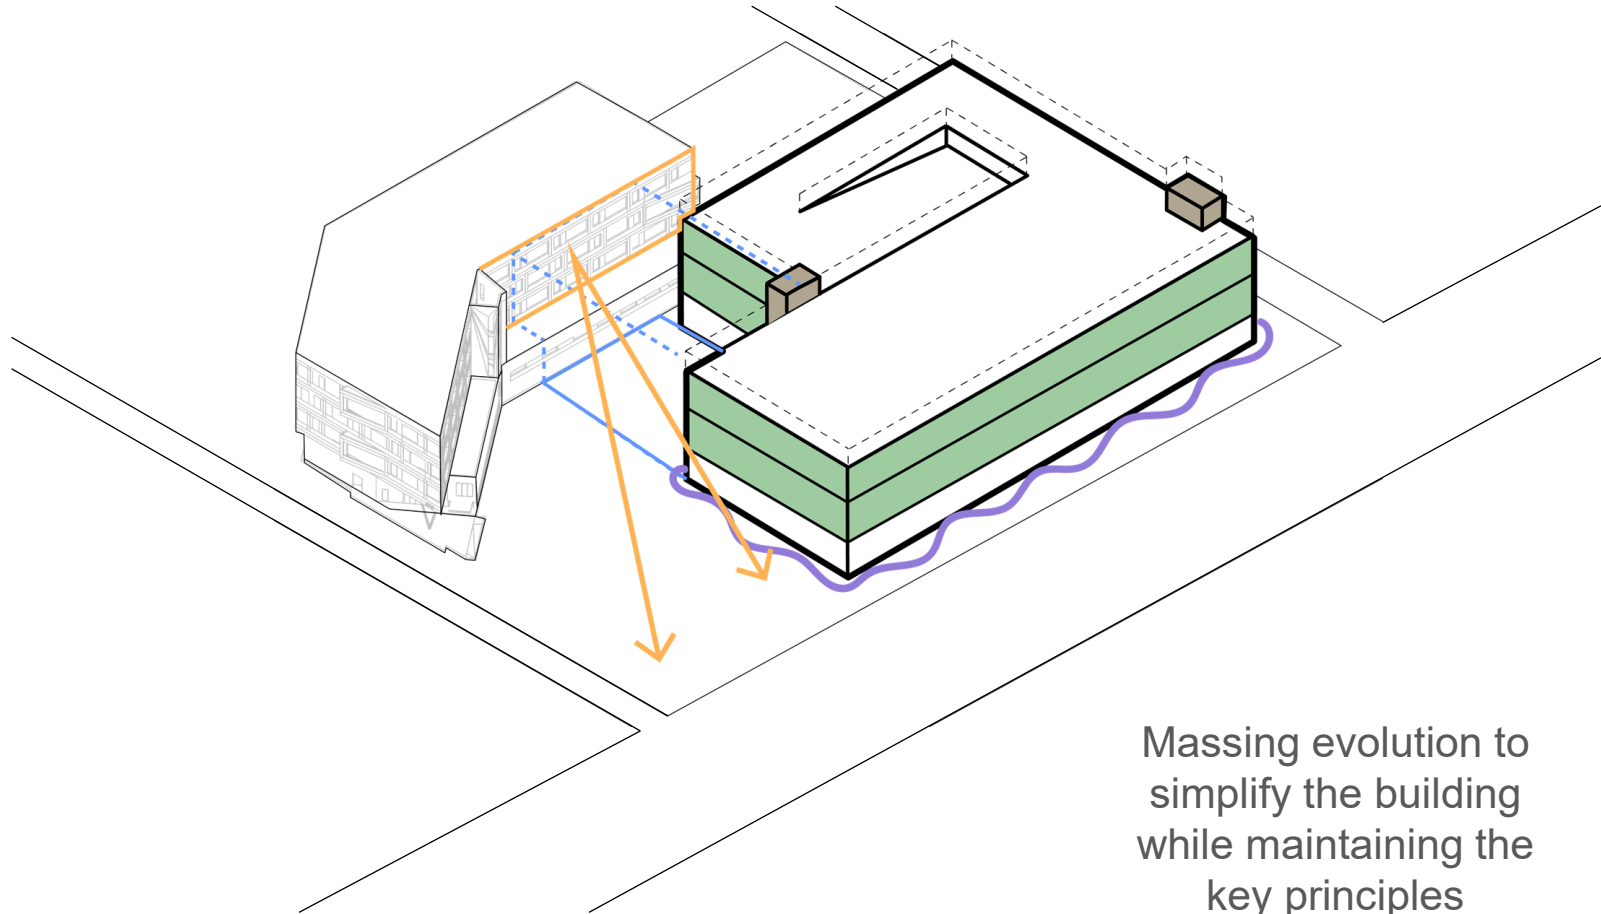 Massing evolution to
simplify the building
while maintaining the
key principles